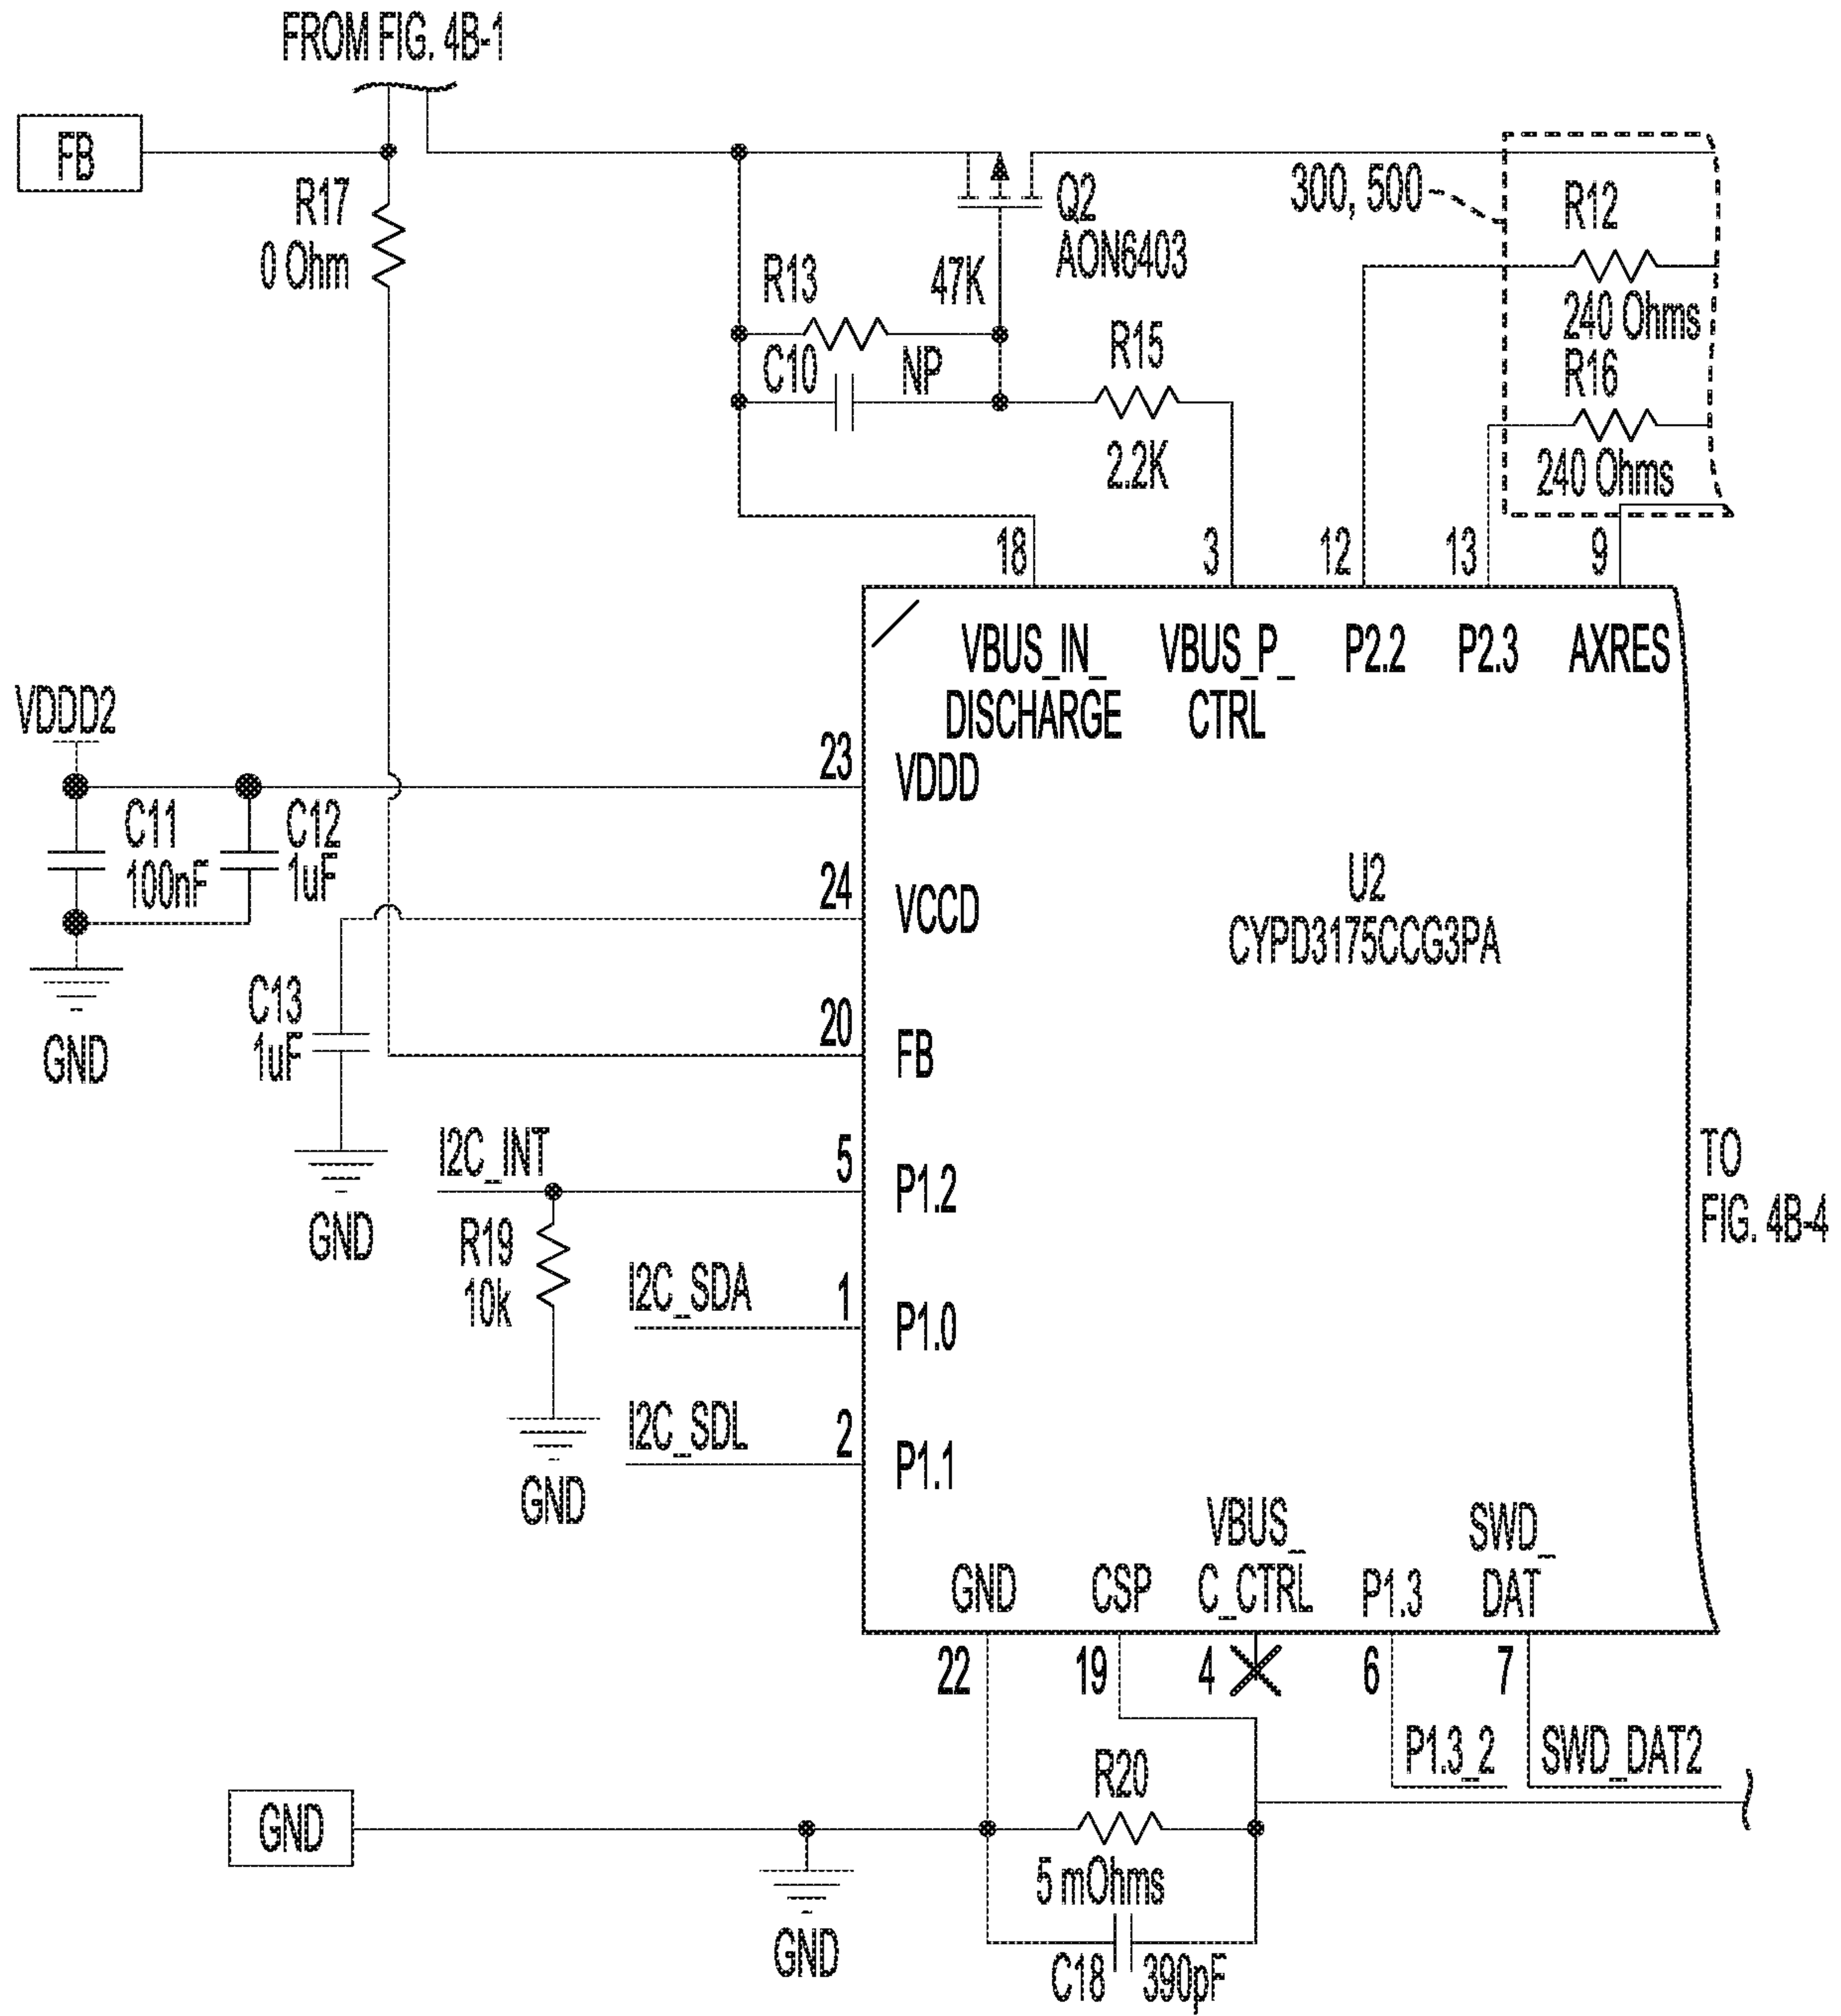 FROM FIG. 4B-1
FB
R17
0 Ohm
R13
47K
C10
NP
Q2
AON6403
R15
2.2K
300, 500
R12
240 Ohms
R16
240 Ohms
18
3
12
13
9
VBUS_IN_
DISCHARGE
VBUS_P_
CTRL
P2.2
P2.3
AXRES
VDDD2
C11
100nF
C12
1uF
GND
23
VDDD
24
VCCD
C13
1uF
GND
20
FB
U2
CYPD3175CCG3PA
I2C_INT
5
P1.2
R19
10k
GND
I2C_SDA
1
P1.0
I2C_SDL
2
P1.1
TO
FIG. 4B-4
GND
CSP
VBUS_
C_CTRL
P1.3
SWD_
DAT
22
19
4
6
7
P1.3_2
SWD_DAT2
GND
GND
R20
5 mOhms
C18
390pF